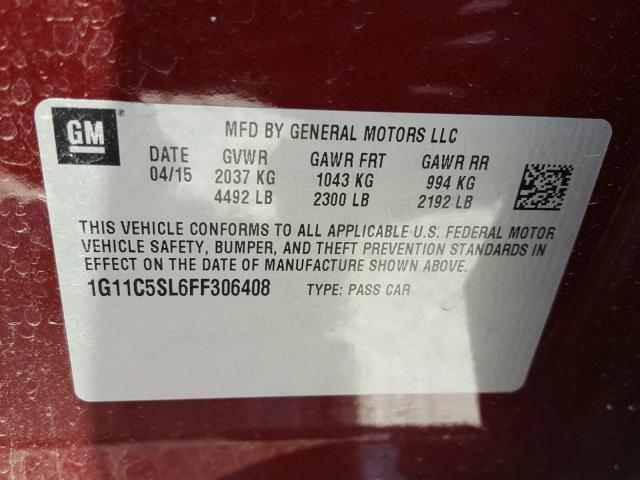 GM®
MFD BY GENERAL MOTORS LLC
DATE GVWR GAWR FRT GAWR RR
04/15 2037 KG 1043 KG 994 KG
4492 LB 2300 LB 2192 LB
THIS VEHICLE CONFORMS TO ALL APPLICABLE U.S. FEDERAL MOTOR
VEHICLE SAFETY, BUMPER, AND THEFT PREVENTION STANDARDS IN
EFFECT ON THE DATE OF MANUFACTURE SHOWN ABOVE.
1G11C5SL6FF306408 TYPE: PASS CAR